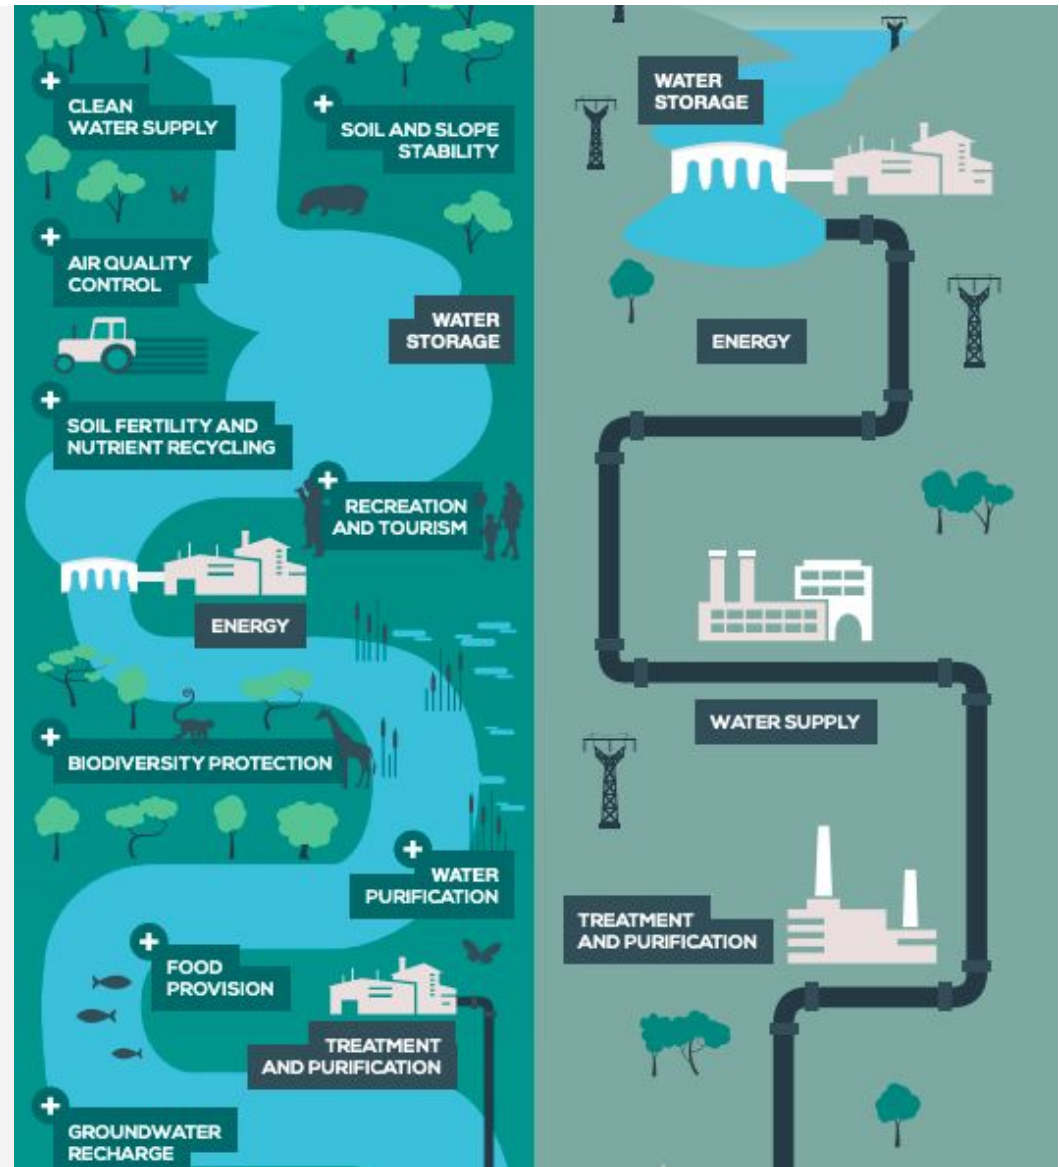 CLEAN
WATER SUPPLY
SOIL AND SLOPE
STABILITY
AIR QUALITY
CONTROL
WATER
STORAGE
SOIL FERTILITY AND
NUTRIENT RECYCLING
RECREATION
AND TOURISM
ENERGY
BIODIVERSITY PROTECTION
WATER
PURIFICATION
FOOD
PROVISION
TREATMENT
AND PURIFICATION
GROUNDWATER
RECHARGE
WATER
STORAGE
ENERGY
WATER SUPPLY
TREATMENT
AND PURIFICATION